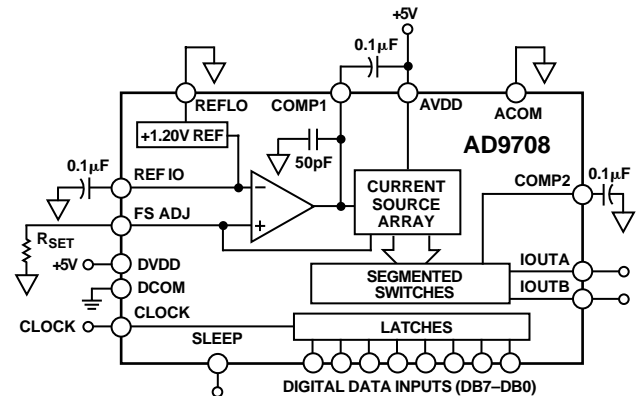 +5V
0.1µF
REFLO
COMP1
AVDD
ACOM
+1.20V REF
50pF
AD9708
0.1µF
REF IO
COMP2
0.1µF
FS ADJ
CURRENT
SOURCE
ARRAY
RSET
+5V
DVDD
DCOM
SEGMENTED
SWITCHES
IOUTA
IOUTB
CLOCK
CLOCK
SLEEP
LATCHES
DIGITAL DATA INPUTS (DB7–DB0)
−
+